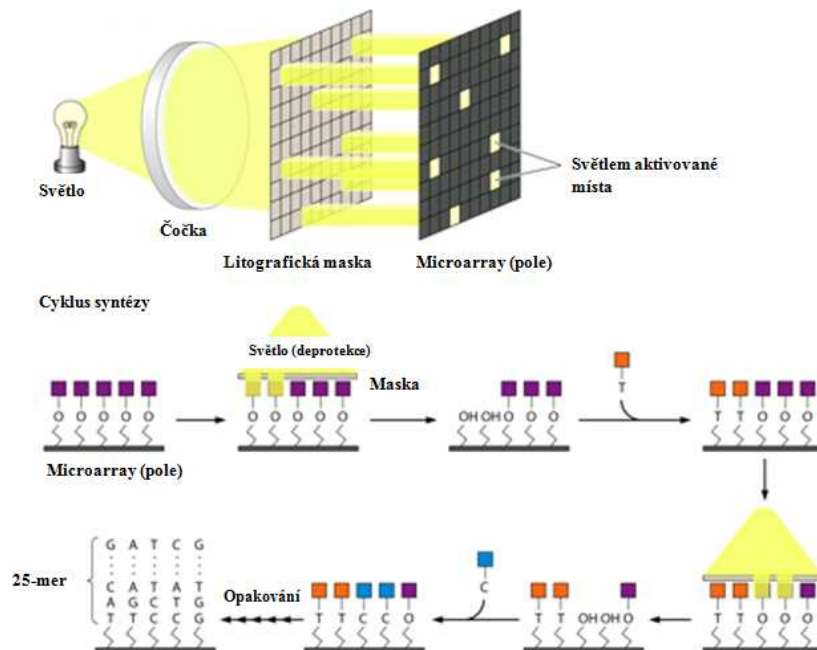 Světlo
Čočka
Litografická maska
Microarray (pole)
Světlem aktivované
místa
Cyklus syntézy
Světlo (deprotekce)
Maska
T
O O O O O
O O O O O
OH OH O O O
T T O O O
Microarray (pole)
25-mer
G A T C G
C A T A T
A G C T G
T T C C G
Opakování
T T C C O
C
T T OH OH O
T T O O O